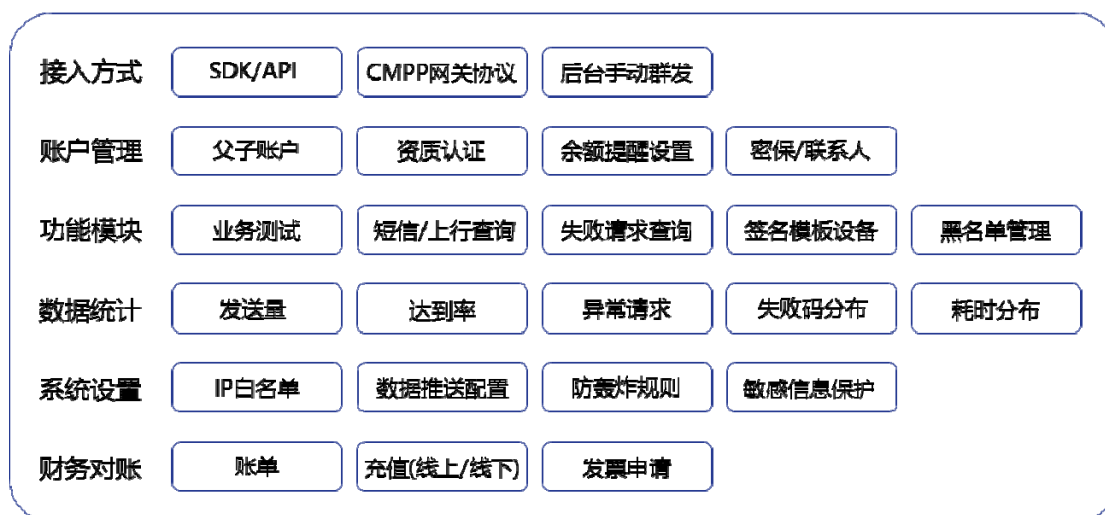 接入方式 SDK/API CMPP网关协议 后台手动群发
账户管理 父子账户 资质认证 余额提醒设置 密保/联系人
功能模块 业务测试 短信/上行查询 失败请求查询 签名模板设备 黑名单管理
数据统计 发送量 达到率 异常请求 失败码分布 耗时分布
系统设置 IP白名单 数据推送配置 防轰炸规则 敏感信息保护
财务对账 账单 充值(线上/线下) 发票申请